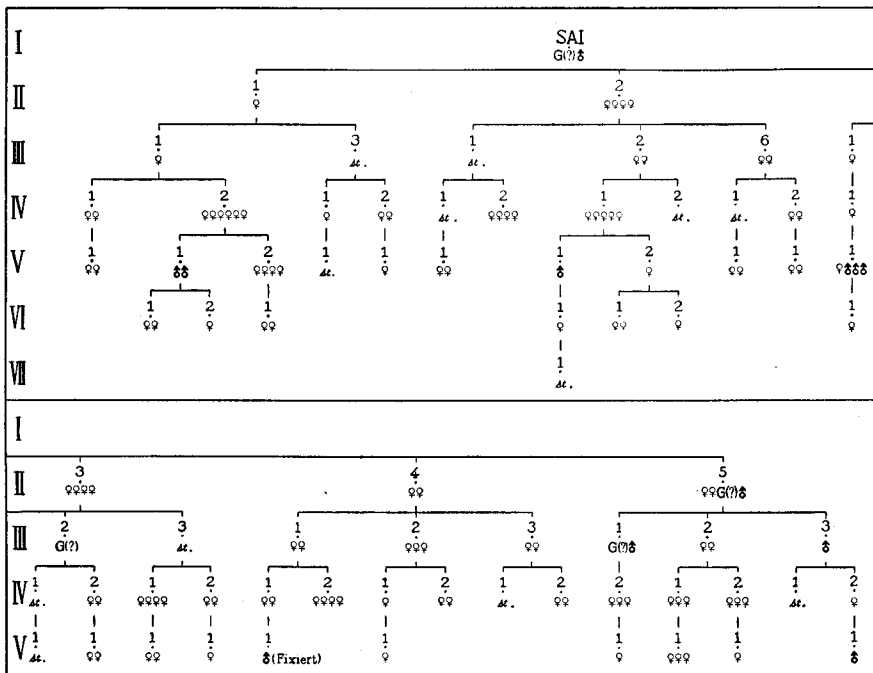 I SAI
G(?)♂
II 1 2
♀ ♀♀♀♀
III 1 3 1 2 6 1
♀ st. st. ♀♀ ♀♀ ♀
IV 1 2 1 2 1 2 1 2 1 2 1
♀♀ ♀♀♀♀♀♀ ♀ ♀♀ st. ♀♀♀♀ ♀♀♀♀♀ st. st. ♀♀ ♀
V 1 1 2 1 1 1 1 2 1 1 1
♀♀ ♂♂ ♀♀♀♀ st. ♀ ♀♀ ♂ ♀ ♀♀ ♀♀ ♀♂♂♂
VI 1 2 1 1 1 2 1
♀♀ ♀ ♀♀ ♀ ♀♀ ♀ ♀
VII 1
st.
I
II 3 4 5
♀♀♀♀ ♀♀ ♀♀G(?)♂
III 2 3 1 2 3 1 2 3
G(?) st. ♀♀ ♀♀♀ ♀♀ G(?)♂ ♀♀ ♂
IV 1 2 1 2 1 2 1 2 1 2 2 1 2 1 2
st. ♀♀ ♀♀♀♀ ♀♀ ♀♀ ♀♀♀♀ ♀ ♀♀ st. ♀♀ ♀♀♀ ♀♀♀ ♀♀♀ st. ♀
V 1 1 1 1 1 1 1 1 1 1
st. ♀♀ ♀♀ ♀ ♂(Fixiert) ♀ ♀ ♀♀♀ ♀ ♂